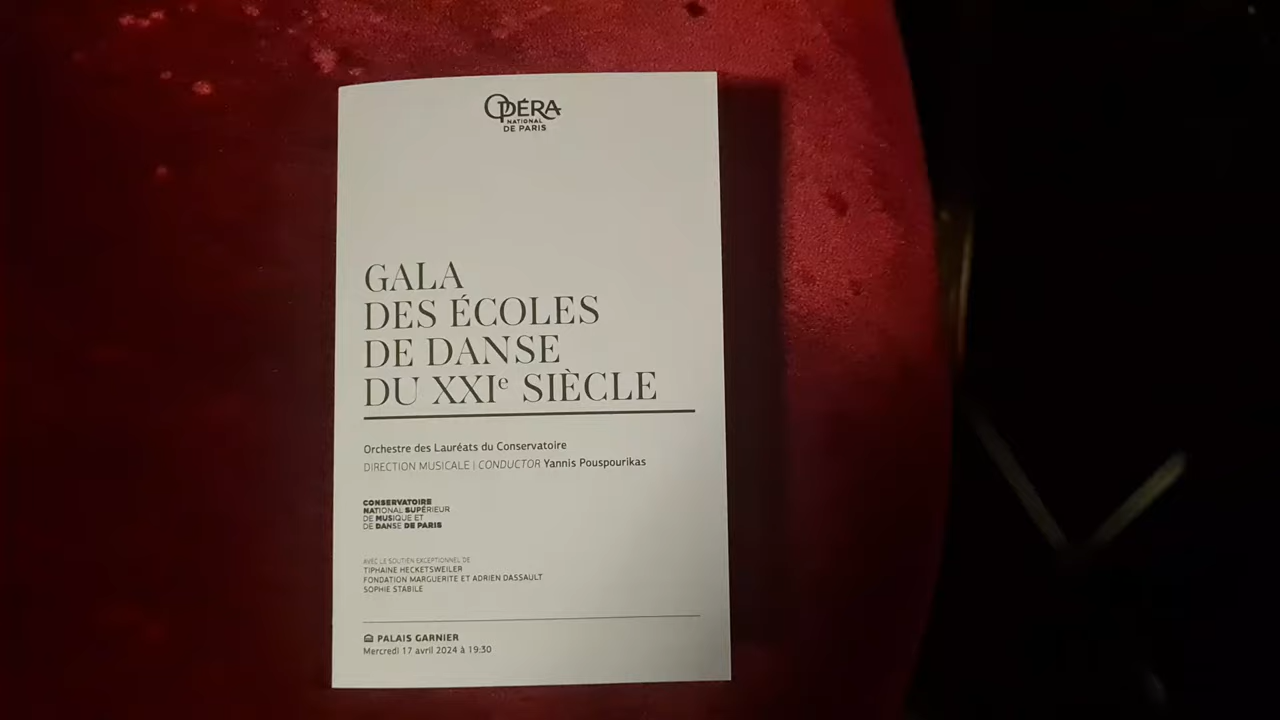 OPÉRA
NATIONAL
DE PARIS
GALA
DES ÉCOLES
DE DANSE
DU XXIe SIÈCLE
Orchestre des Lauréats du Conservatoire
DIRECTION MUSICALE | CONDUCTOR Yannis Pouspourikas
CONSERVATOIRE
NATIONAL SUPÉRIEUR
DE MUSIQUE ET
DE DANSE DE PARIS
AVEC LE SOUTIEN EXCEPTIONNEL DE
TIPHAINE HECKETSWEILER
FONDATION MARGUERITE ET ADRIEN DASSAULT
SOPHIE STABILE
PALAIS GARNIER
Mercredi 17 avril 2024 à 19:30